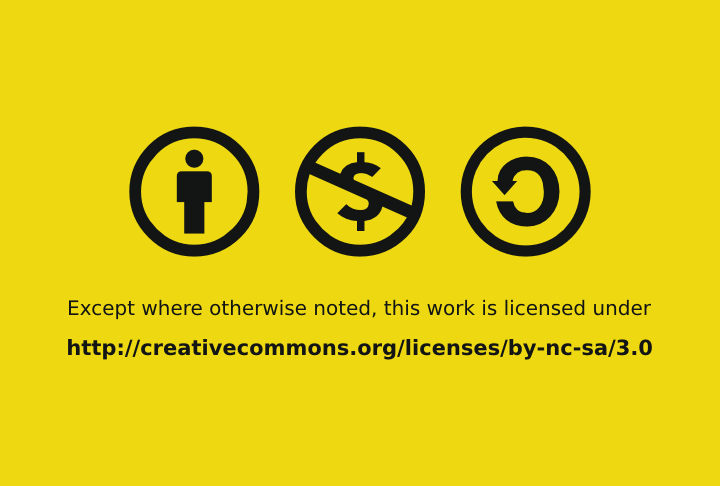 Except where otherwise noted, this work is licensed under
http://creativecommons.org/licenses/by-nc-sa/3.0